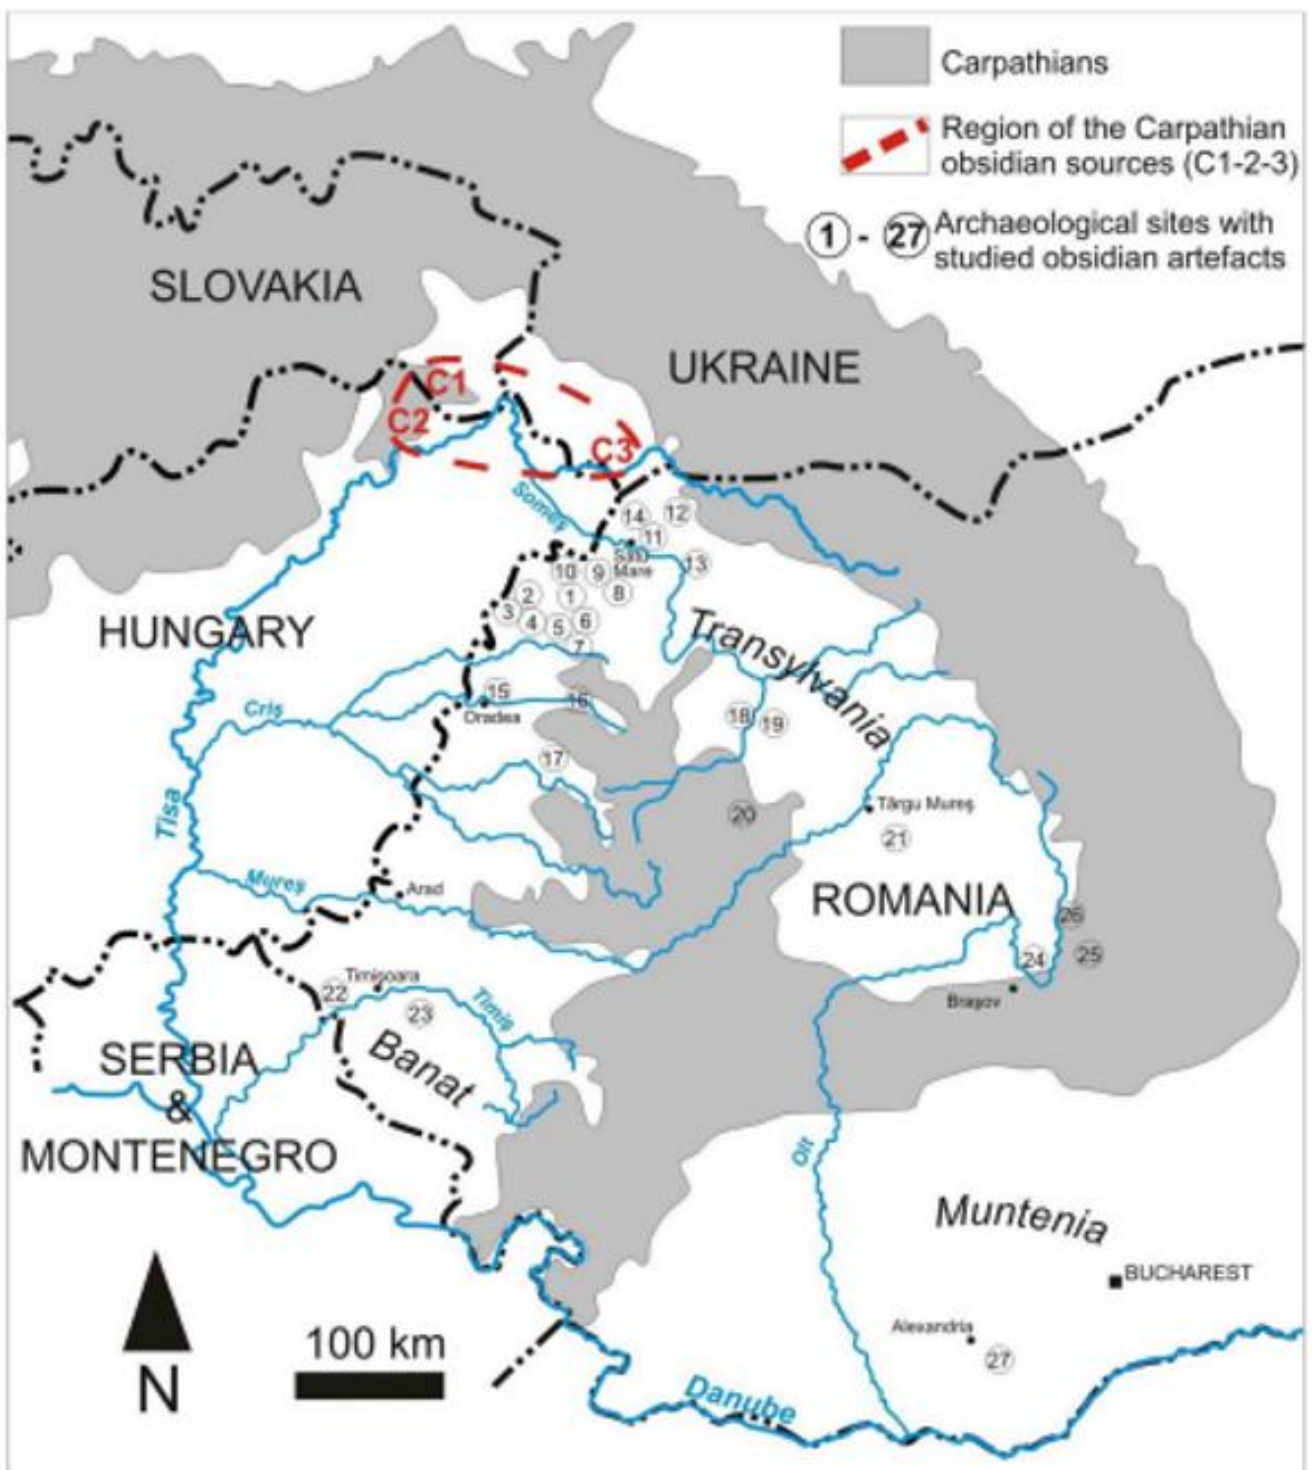 Carpathians
Region of the Carpathian
obsidian sources (C1-2-3)
1 - 27 Archaeological sites with
studied obsidian artefacts
SLOVAKIA
UKRAINE
C1
C2
C3
Someş
14
12
11
Satu
Mare
13
10
9
8
2
1
3
4
5
6
7
HUNGARY
Transylvania
15
16
Oradea
Criş
18
19
17
Tisa
20
Târgu Mureş
21
Mureş
Arad
ROMANIA
26
25
24
Braşov
Timişoara
22
23
Timiş
Banat
SERBIA
&
MONTENEGRO
Olt
Muntenia
BUCHAREST
Alexandria
27
100 km
N
Danube